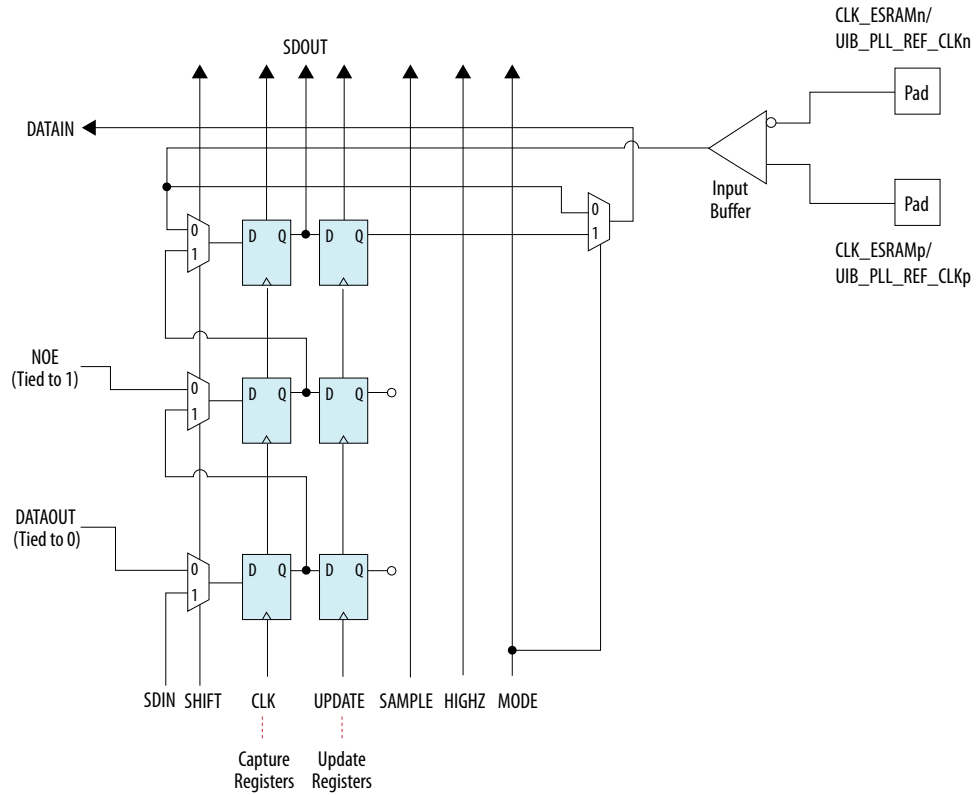 CLK_ESRAMn/
UIB_PLL_REF_CLKn
SDOUT
Pad
DATAIN
Input
Buffer
Pad
0
1
0
1
D Q
D Q
CLK_ESRAMp/
UIB_PLL_REF_CLKp
NOE
(Tied to 1)
0
1
D Q
D Q
DATAOUT
(Tied to 0)
0
1
D Q
D Q
SDIN SHIFT CLK UPDATE SAMPLE HIGHZ MODE
Capture
Registers
Update
Registers